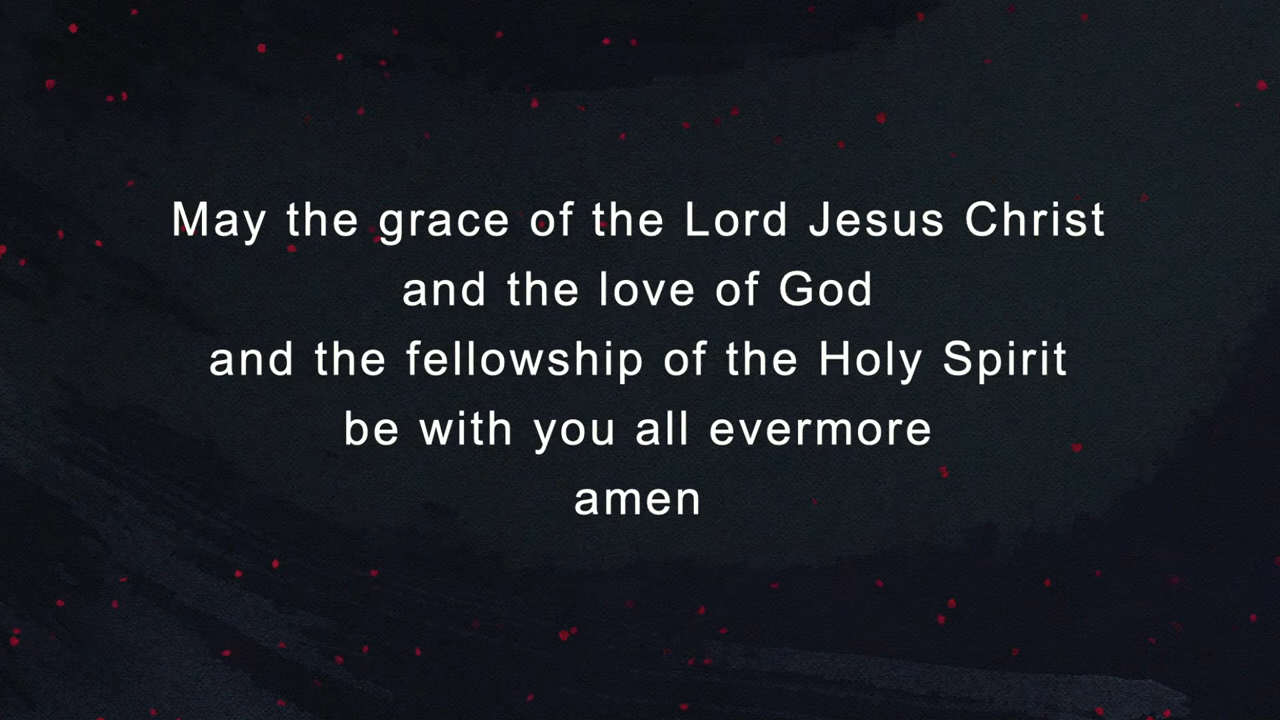 May the grace of the Lord Jesus Christ
and the love of God
and the fellowship of the Holy Spirit
be with you all evermore
amen